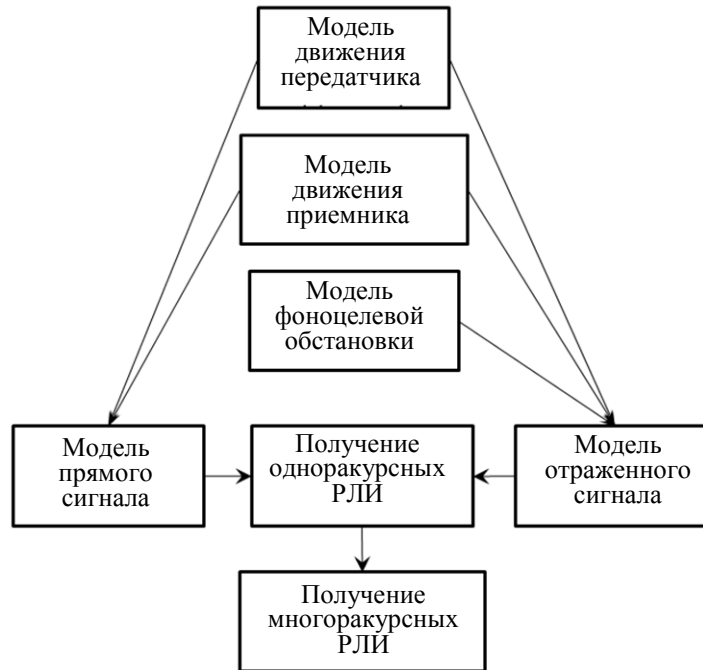 Модель
движения
передатчика
Модель
движения
приемника
Модель
фоноцелевой
обстановки
Модель
прямого
сигнала
Получение
одноракурсных
РЛИ
Модель
отраженного
сигнала
Получение
многоракурсных
РЛИ